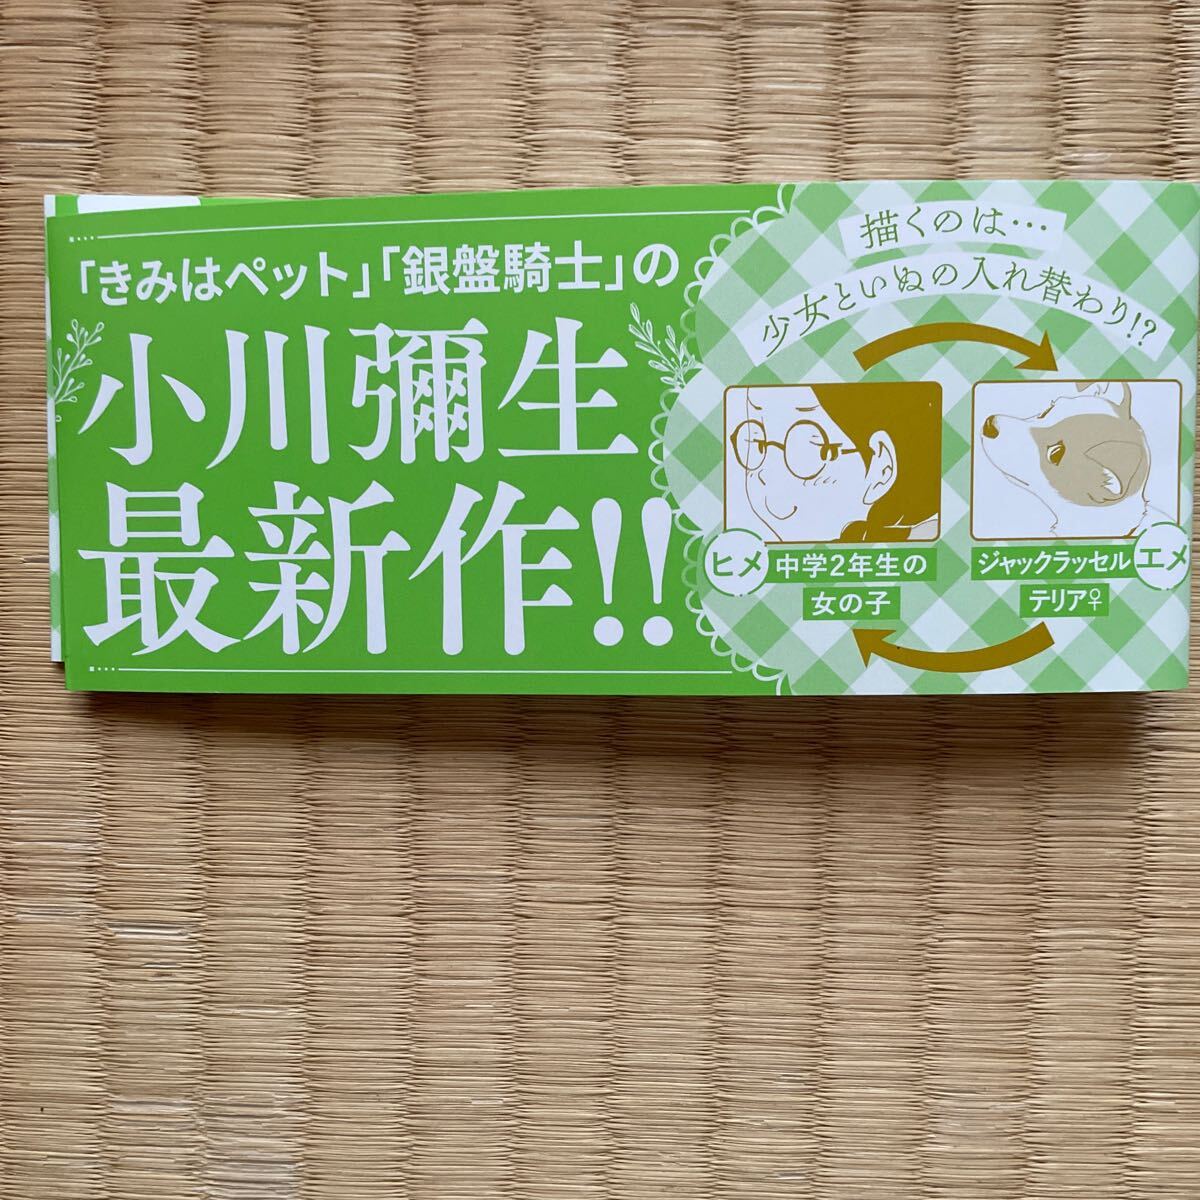 「きみはペット」「銀盤騎士」の
小川彌生
最新作!!
描くのは…
少女といぬの入れ替わり!?
ヒメ 中学2年生の
女の子
ジャックラッセル エメ
テリア♀